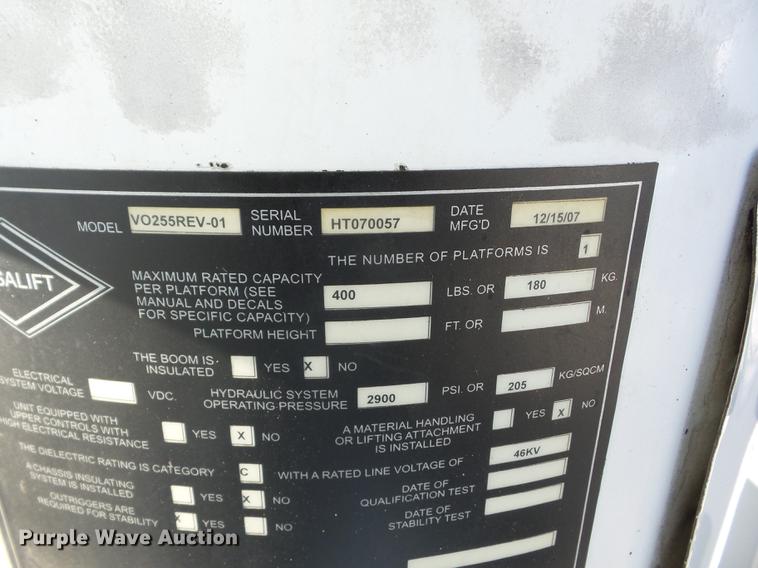 MODEL VO255REV-01 SERIAL NUMBER HT070057 DATE MFG'D 12/15/07
THE NUMBER OF PLATFORMS IS 1
SALIFT
MAXIMUM RATED CAPACITY
PER PLATFORM (SEE
MANUAL AND DECALS
FOR SPECIFIC CAPACITY) 400 LBS. OR 180 KG.
PLATFORM HEIGHT FT. OR M.
THE BOOM IS
INSULATED YES X NO
ELECTRICAL
SYSTEM VOLTAGE VDC.
HYDRAULIC SYSTEM
OPERATING PRESSURE 2900 PSI. OR 205 KG/SQCM
UNIT EQUIPPED WITH
UPPER CONTROLS WITH
HIGH ELECTRICAL RESISTANCE YES X NO
A MATERIAL HANDLING
OR LIFTING ATTACHMENT
IS INSTALLED YES X NO
THE DIELECTRIC RATING IS CATEGORY C WITH A RATED LINE VOLTAGE OF 46KV
A CHASSIS INSULATING
SYSTEM IS INSTALLED YES X NO
DATE OF
QUALIFICATION TEST
OUTRIGGERS ARE
REQUIRED FOR STABILITY X YES NO
DATE OF
STABILITY TEST
Purple Wave Auction